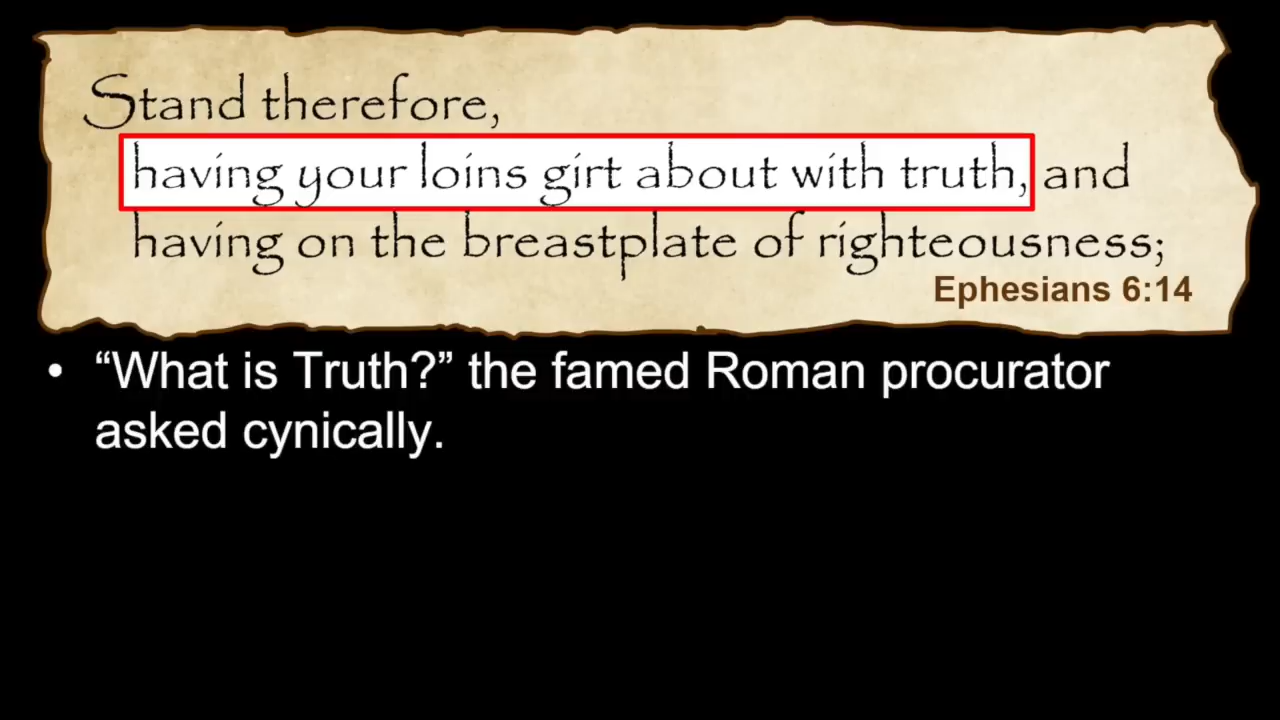 Stand therefore,
having your loins girt about with truth, and
having on the breastplate of righteousness;
Ephesians 6:14
• “What is Truth?” the famed Roman procurator
asked cynically.